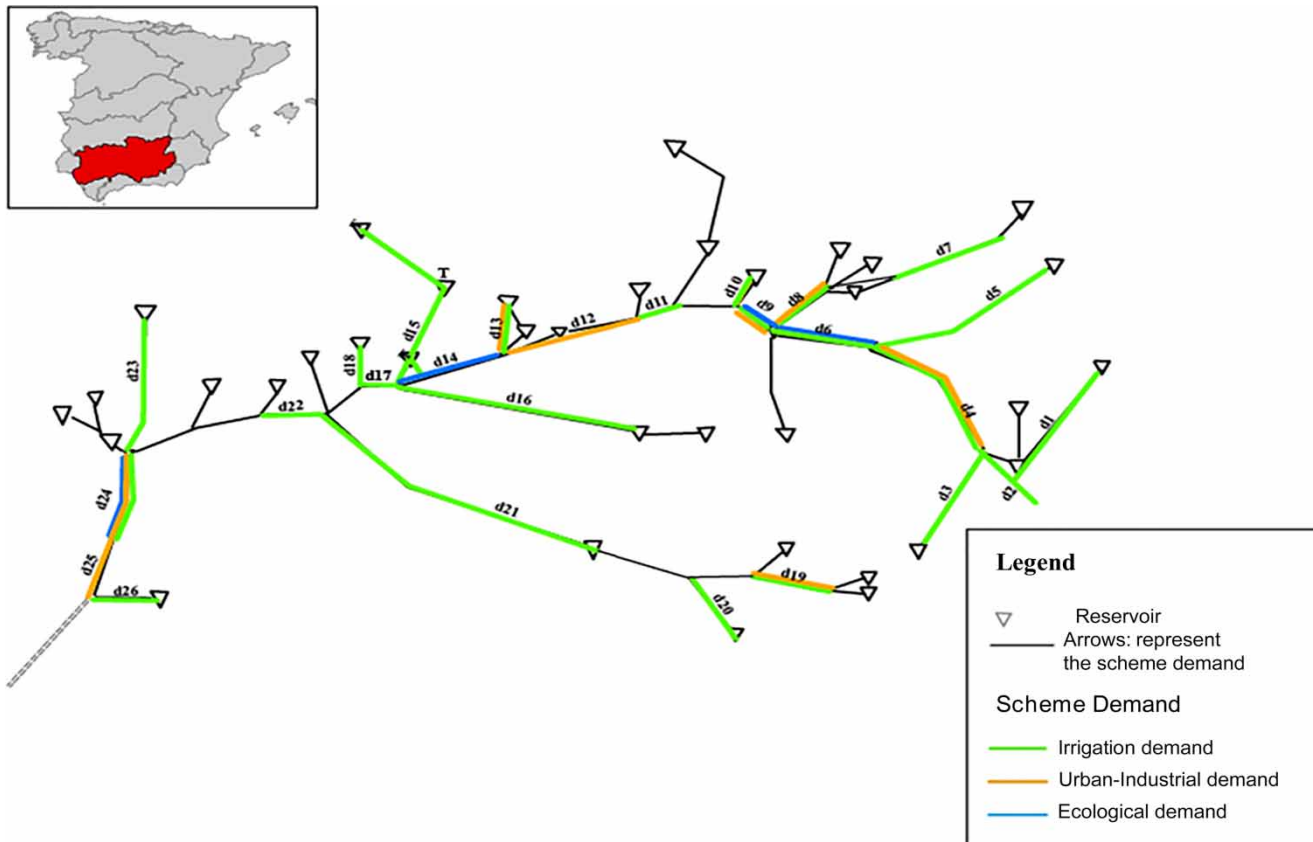 d7
d10
d5
T
d9
d8
d11
d12
d6
d13
d15
d14
d18
d23
d17
d4
d1
d16
d22
d3
d2
d24
d21
d25
d19
d26
d20
Legend
Reservoir
Arrows: represent
the scheme demand
Scheme Demand
Irrigation demand
Urban-Industrial demand
Ecological demand